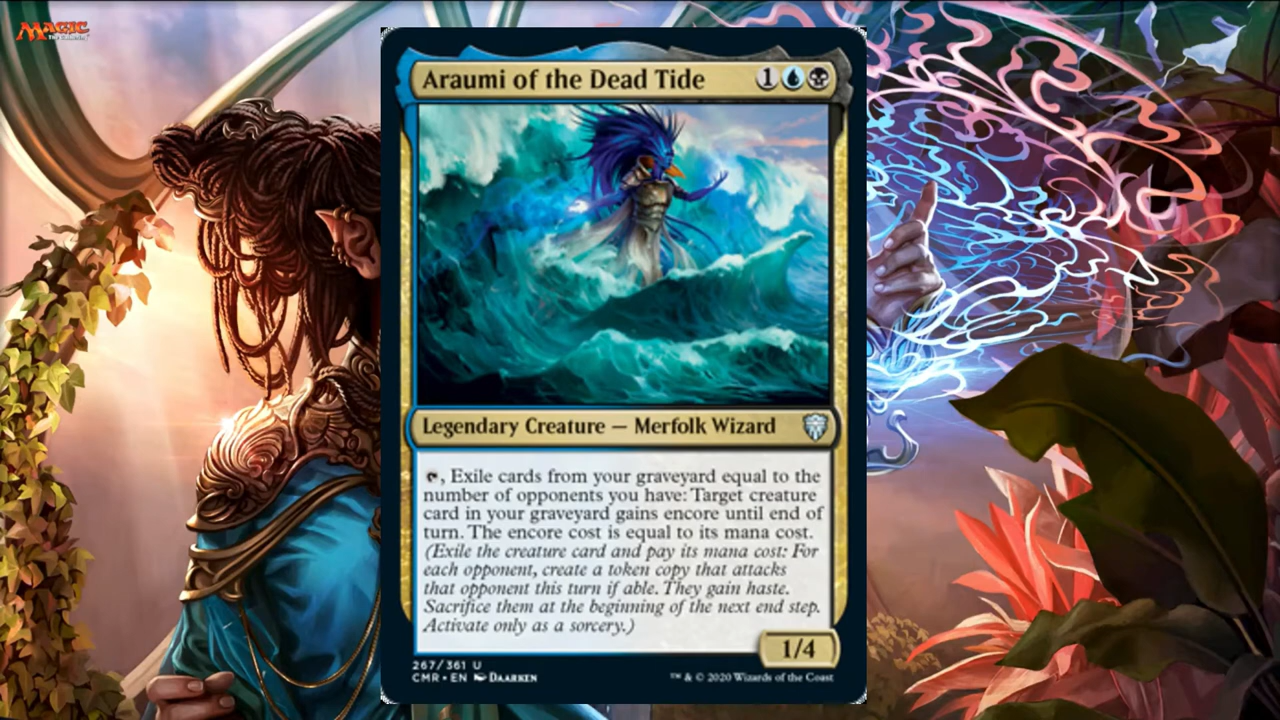 MAGIC
THE GATHERING
Araumi of the Dead Tide 1
Legendary Creature — Merfolk Wizard
, Exile cards from your graveyard equal to the
number of opponents you have: Target creature
card in your graveyard gains encore until end of
turn. The encore cost is equal to its mana cost.
(Exile the creature card and pay its mana cost: For
each opponent, create a token copy that attacks
that opponent this turn if able. They gain haste.
Sacrifice them at the beginning of the next end step.
Activate only as a sorcery.)
1/4
267/361 U
CMR • EN DAARKEN
™ & © 2020 Wizards of the Coast